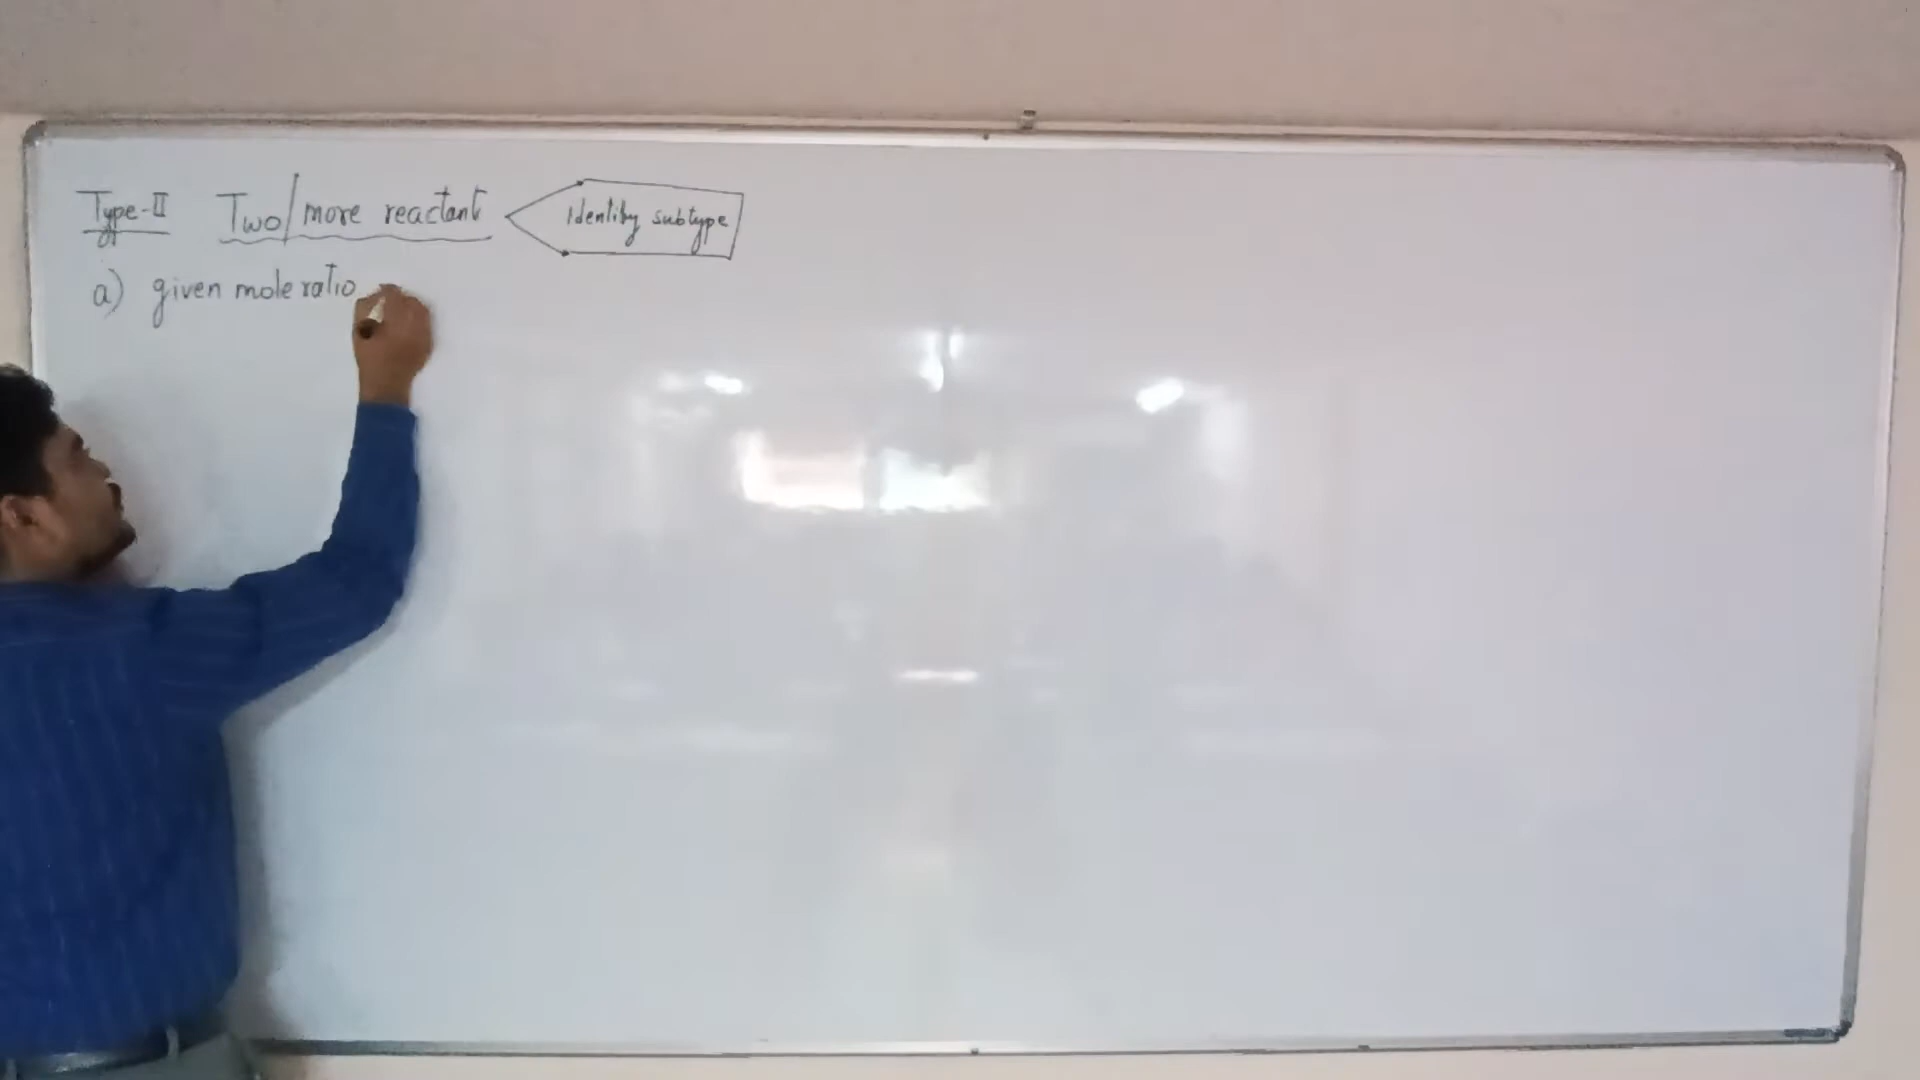 Type-II Two/more reactant Identify subtype
a) given mole ratio